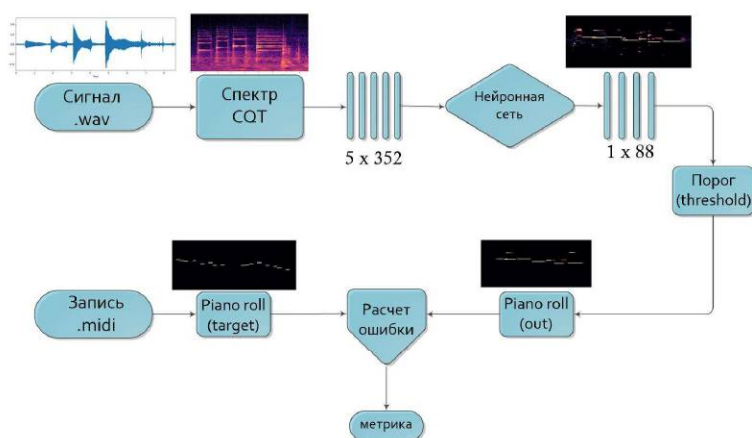 Сигнал
.wav
Спектр
CQT
5 x 352
Нейронная
сеть
1 x 88
Порог
(threshold)
Запись
.midi
Piano roll
(target)
Расчет
ошибки
Piano roll
(out)
метрика